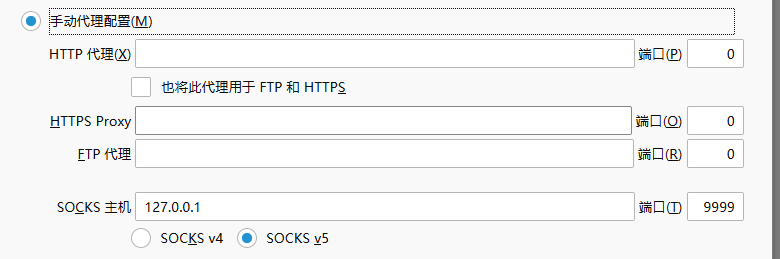 手动代理配置(M)
HTTP 代理(X) 端口(P) 0
也将此代理用于 FTP 和 HTTPS
HTTPS Proxy 端口(O) 0
FTP 代理 端口(R) 0
SOCKS 主机 127.0.0.1 端口(T) 9999
SOCKS v4 SOCKS v5